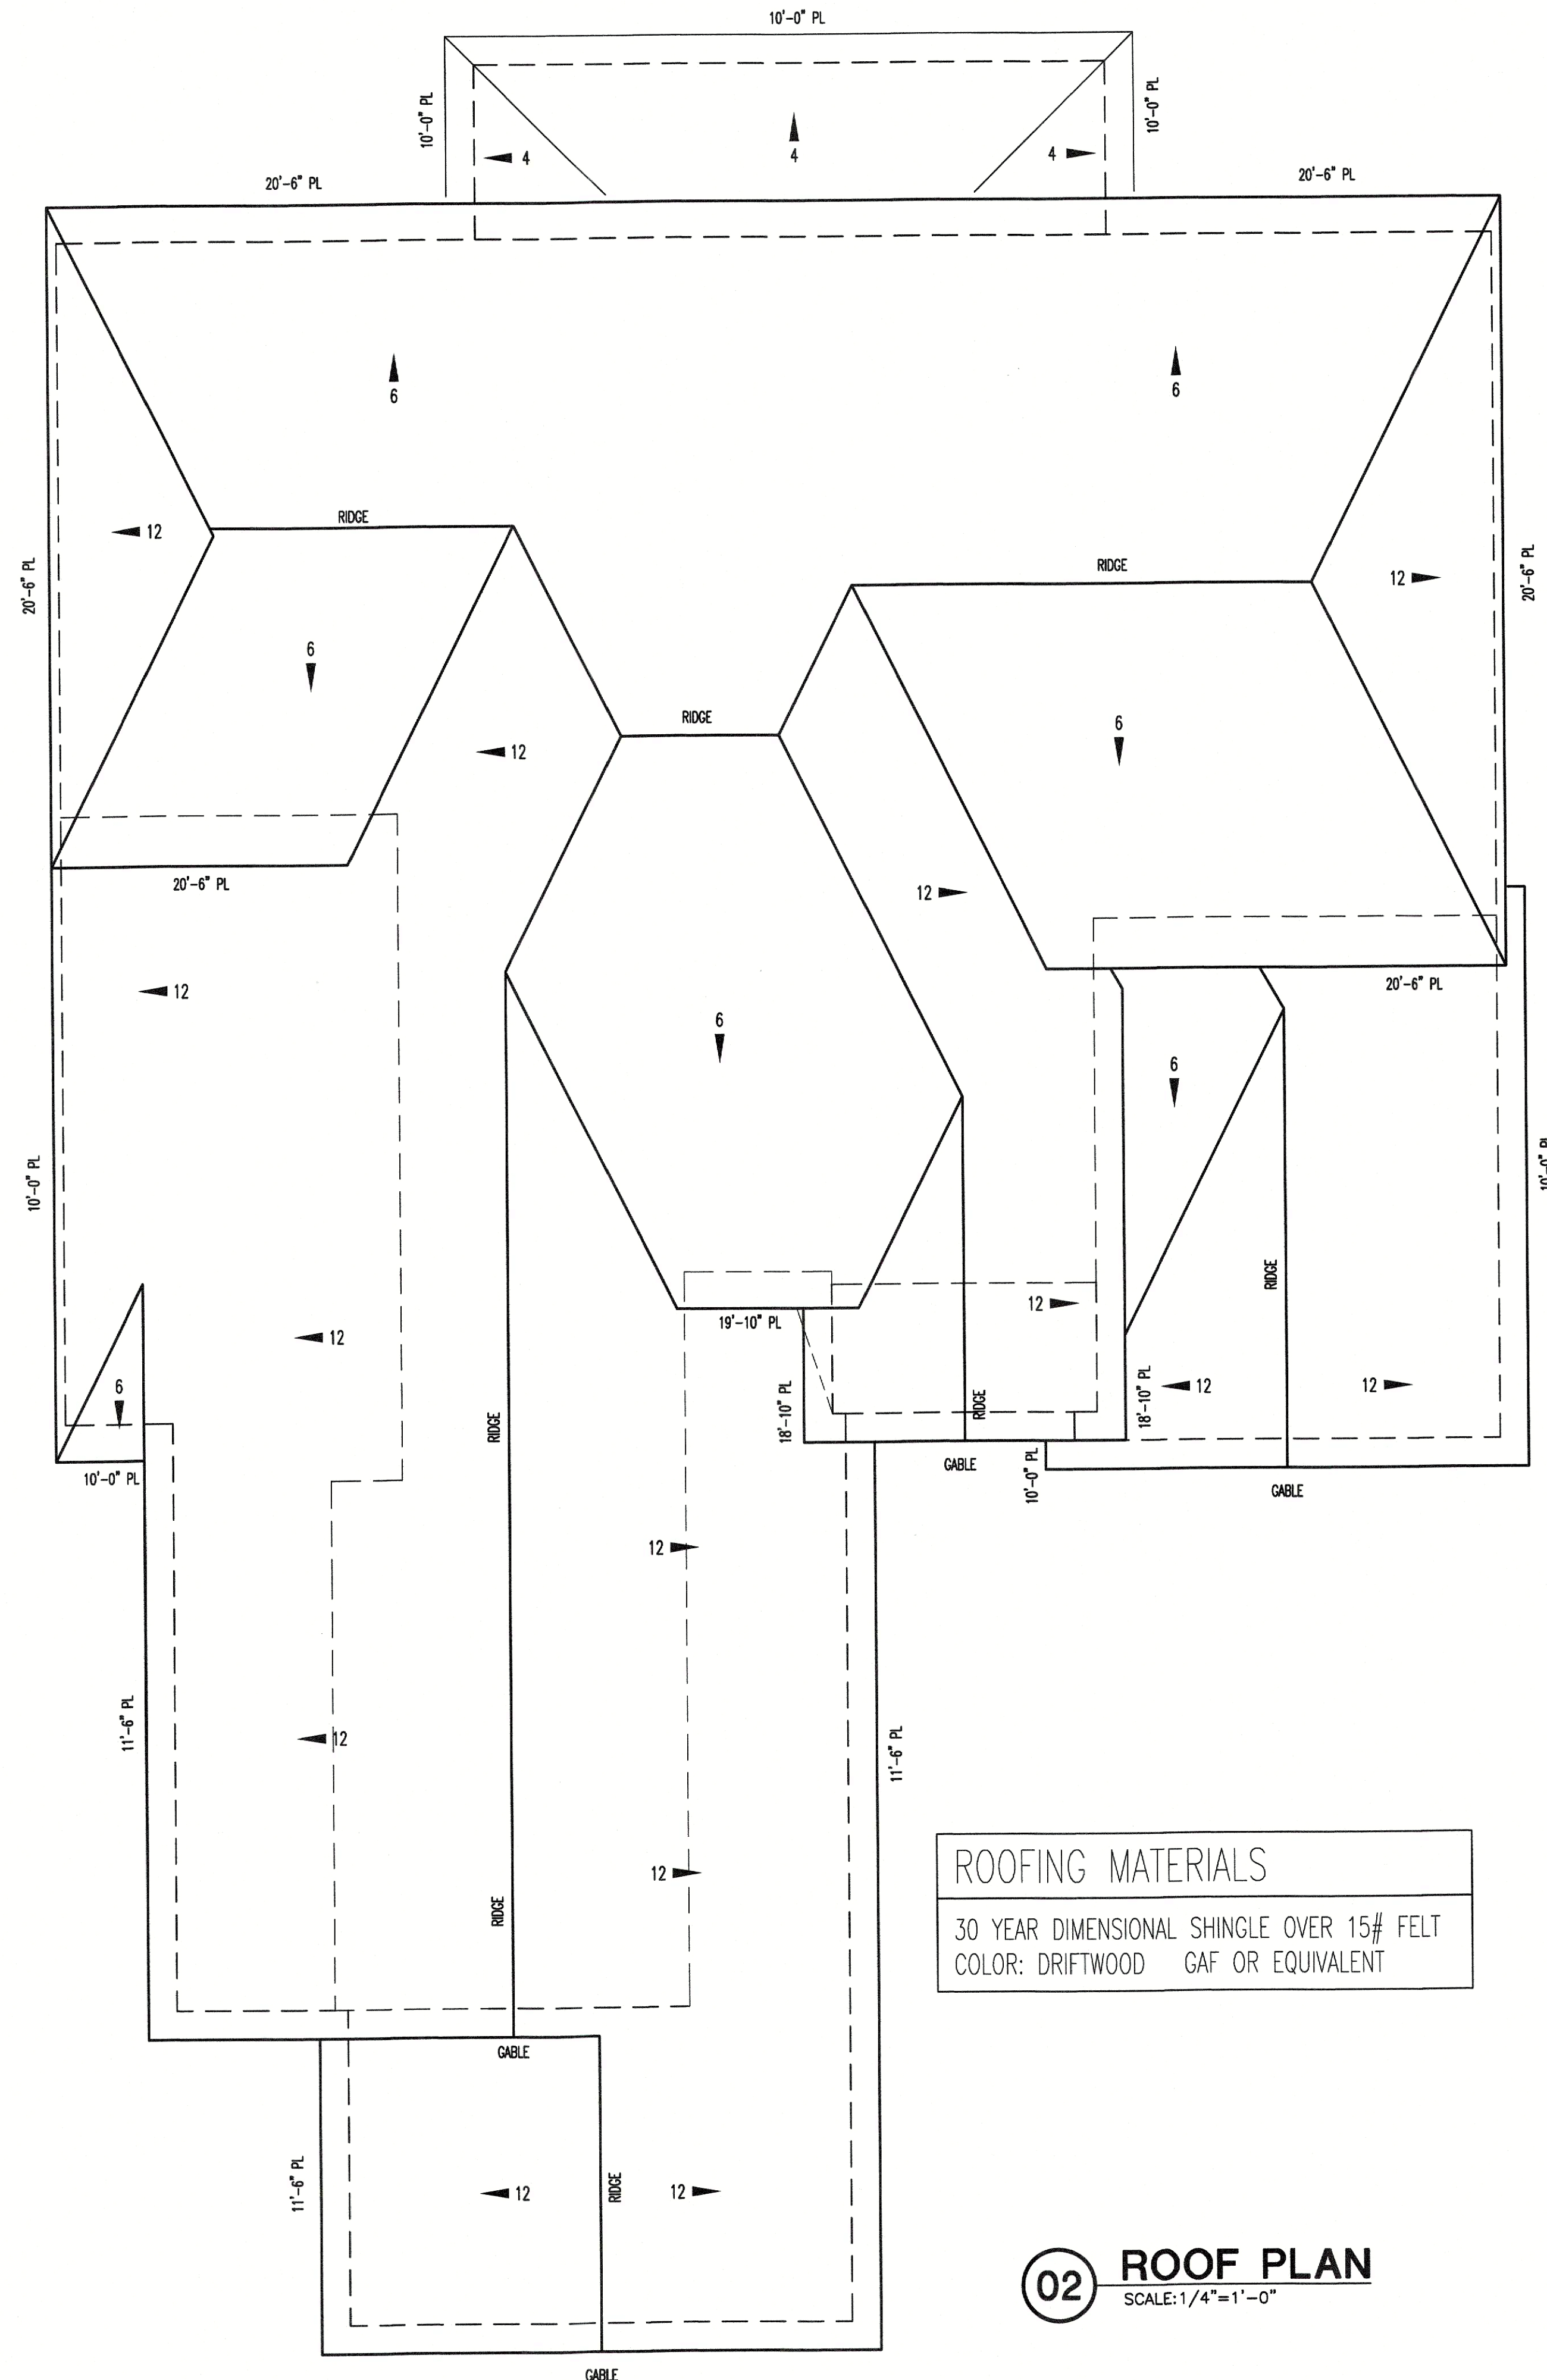 10'-0" PL
10'-0" PL
10'-0" PL
4
4
4
20'-6" PL
20'-6" PL
6
6
RIDGE
12
20'-6" PL
RIDGE
12
20'-6" PL
6
RIDGE
6
12
20'-6" PL
12
12
20'-6" PL
6
6
10'-0" PL
10'-0" PL
RIDGE
12
19'-10" PL
12
6
18'-10" PL
RIDGE
18'-10" PL
12
12
10'-0" PL
RIDGE
GABLE
10'-0" PL
GABLE
12
11'-6" PL
12
11'-6" PL
RIDGE
12
ROOFING MATERIALS
30 YEAR DIMENSIONAL SHINGLE OVER 15# FELT
COLOR: DRIFTWOOD GAF OR EQUIVALENT
GABLE
11'-6" PL
12
RIDGE
12
02
ROOF PLAN
SCALE:1/4"=1'-0"
GABLE